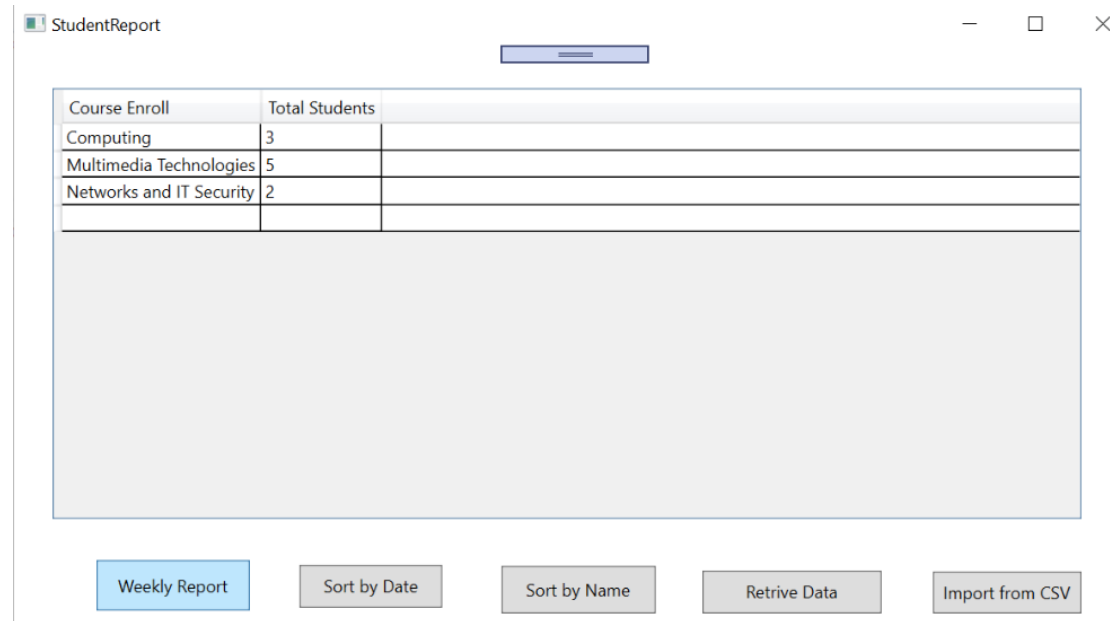 StudentReport
Course Enroll Total Students
Computing 3
Multimedia Technologies 5
Networks and IT Security 2
Weekly Report Sort by Date Sort by Name Retrive Data Import from CSV